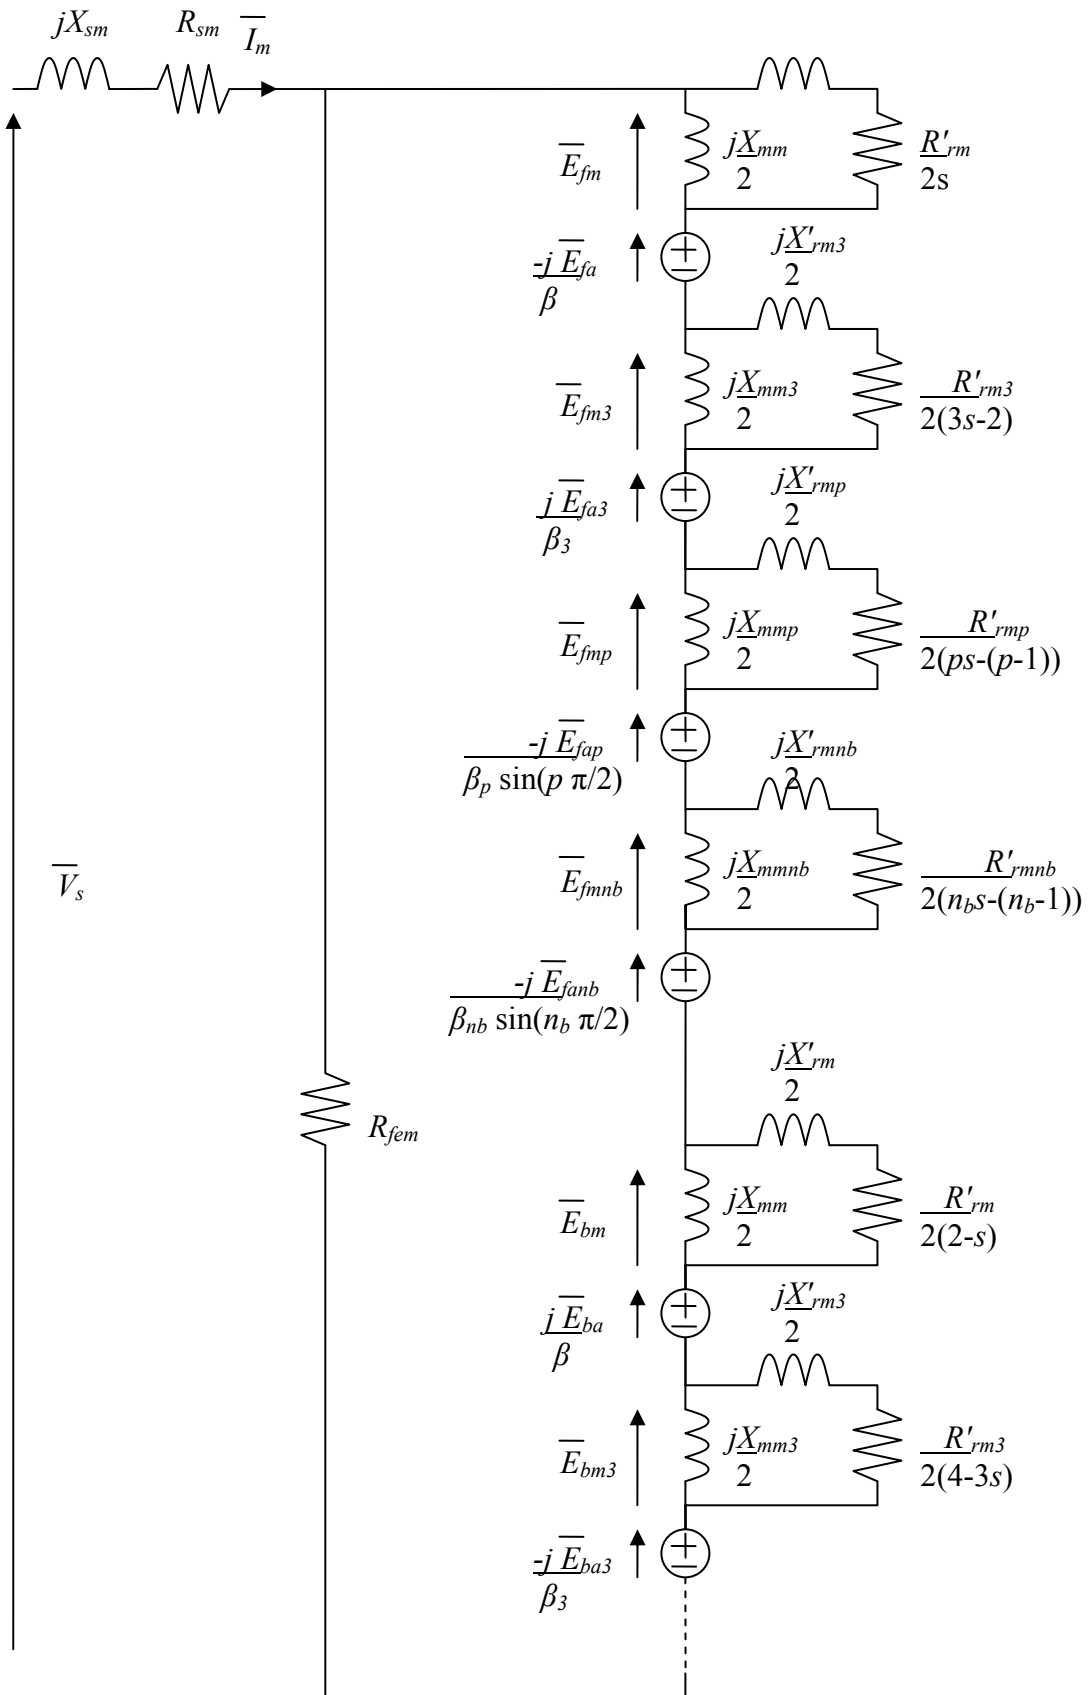 jXsm Rsm Im
Efm
jXmm
2
R'rm
2s
-j Efa
β
jX'rm3
2
Efm3
jXmm3
2
R'rm3
2(3s-2)
j Efa3
β3
jX'rmp
2
Efmp
jXmmp
2
R'rmp
2(ps-(p-1))
-j Efap
βp sin(p π/2)
jX'rmnb
2
Vs
Efmnb
jXmmnb
2
R'rmnb
2(nbs-(nb-1))
-j Efanb
βnb sin(nb π/2)
jX'rm
2
Rfem
Ebm
jXmm
2
R'rm
2(2-s)
j Eba
β
jX'rm3
2
Ebm3
jXmm3
2
R'rm3
2(4-3s)
-j Eba3
β3